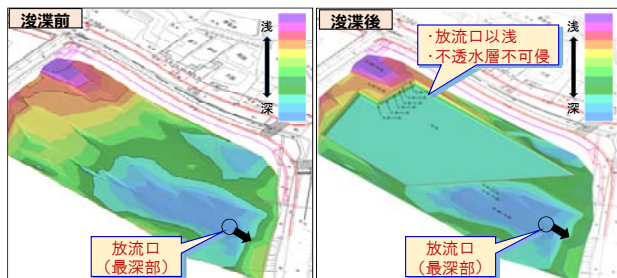 浚渫前
浅
深
放流口
（最深部）
浚渫後
・放流口以浅
・不透水層不可侵
浅
深
放流口
（最深部）